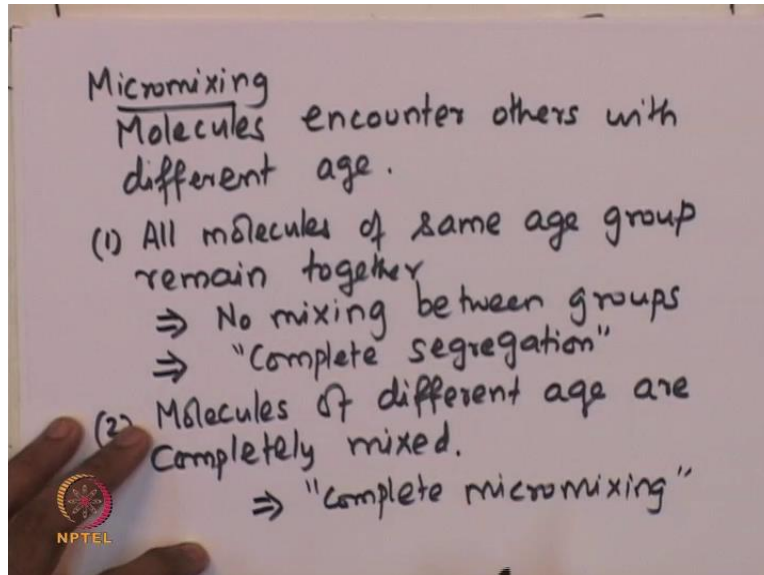 Micromixing
Molecules encounter others with
different age.
(1) All molecules of same age group
remain together
⇒ No mixing between groups
⇒ "Complete segregation"
(2) Molecules of different age are
completely mixed.
⇒ "complete micromixing"
NPTEL